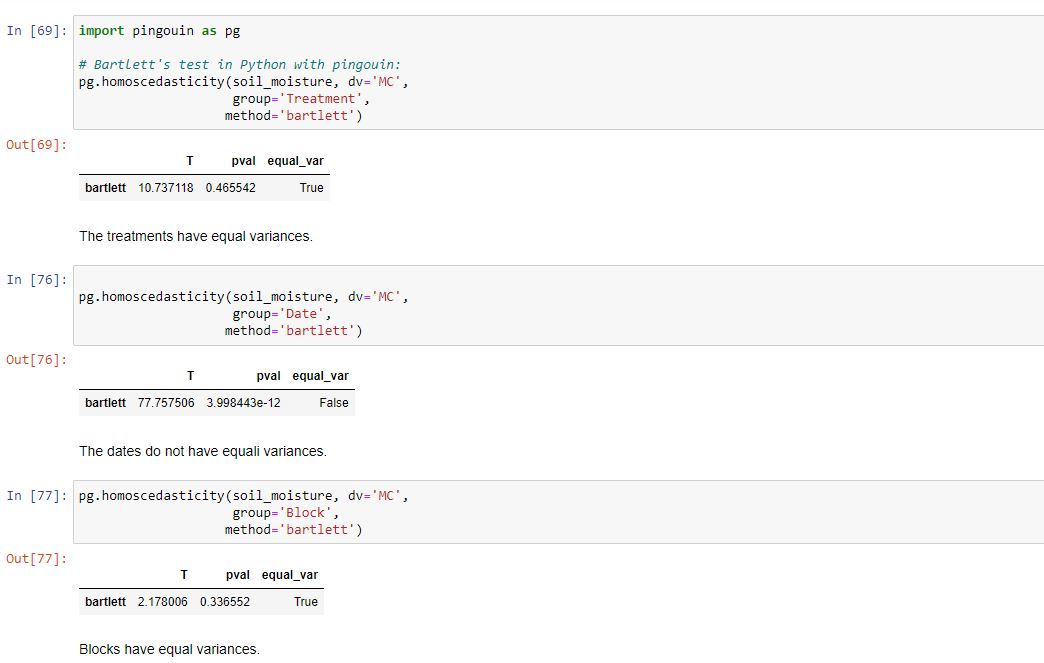 In [69]: import pingouin as pg
# Bartlett's test in Python with pingouin:
pg.homoscedasticity(soil_moisture, dv='MC',
group='Treatment',
method='bartlett')
Out[69]:
T pval equal_var
bartlett 10.737118 0.465542 True
The treatments have equal variances.
In [76]:
pg.homoscedasticity(soil_moisture, dv='MC',
group='Date',
method='bartlett')
Out[76]:
T pval equal_var
bartlett 77.757506 3.998443e-12 False
The dates do not have equali variances.
In [77]: pg.homoscedasticity(soil_moisture, dv='MC',
group='Block',
method='bartlett')
Out[77]:
T pval equal_var
bartlett 2.178006 0.336552 True
Blocks have equal variances.